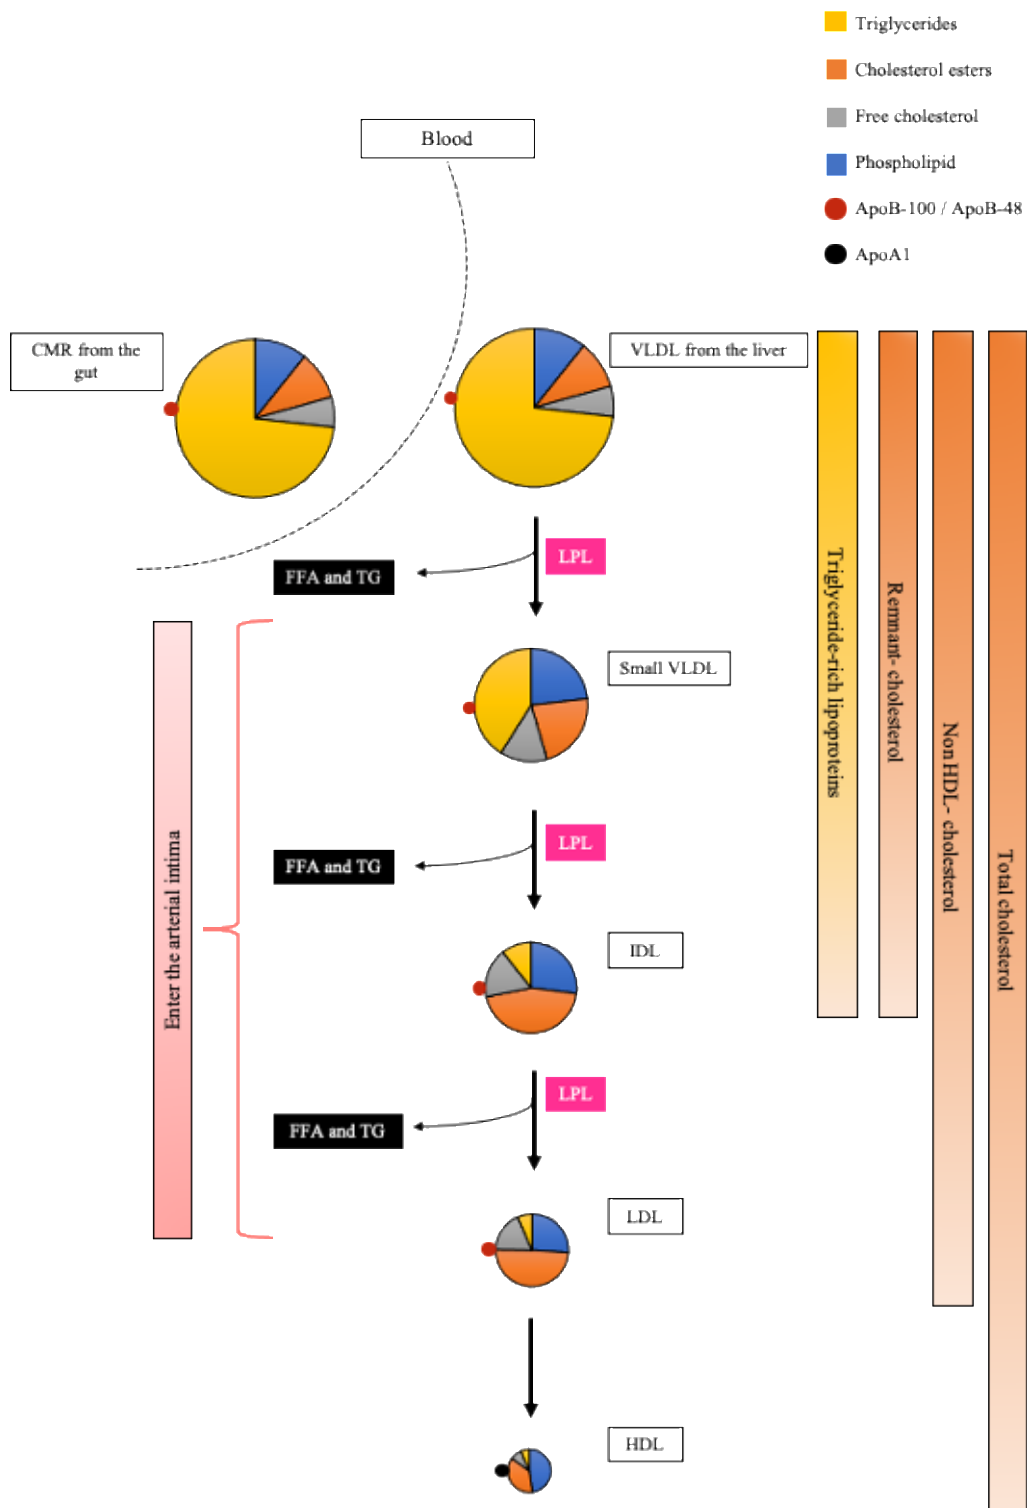 Triglycerides
Cholesterol esters
Free cholesterol
Phospholipid
ApoB-100 / ApoB-48
ApoA1
Blood
CMR from the
gut
VLDL from the liver
LPL
FFA and TG
Small VLDL
LPL
FFA and TG
IDL
LPL
FFA and TG
LDL
HDL
Enter the arterial intima
Triglyceride-rich lipoproteins
Remnant- cholesterol
Non HDL- cholesterol
Total cholesterol